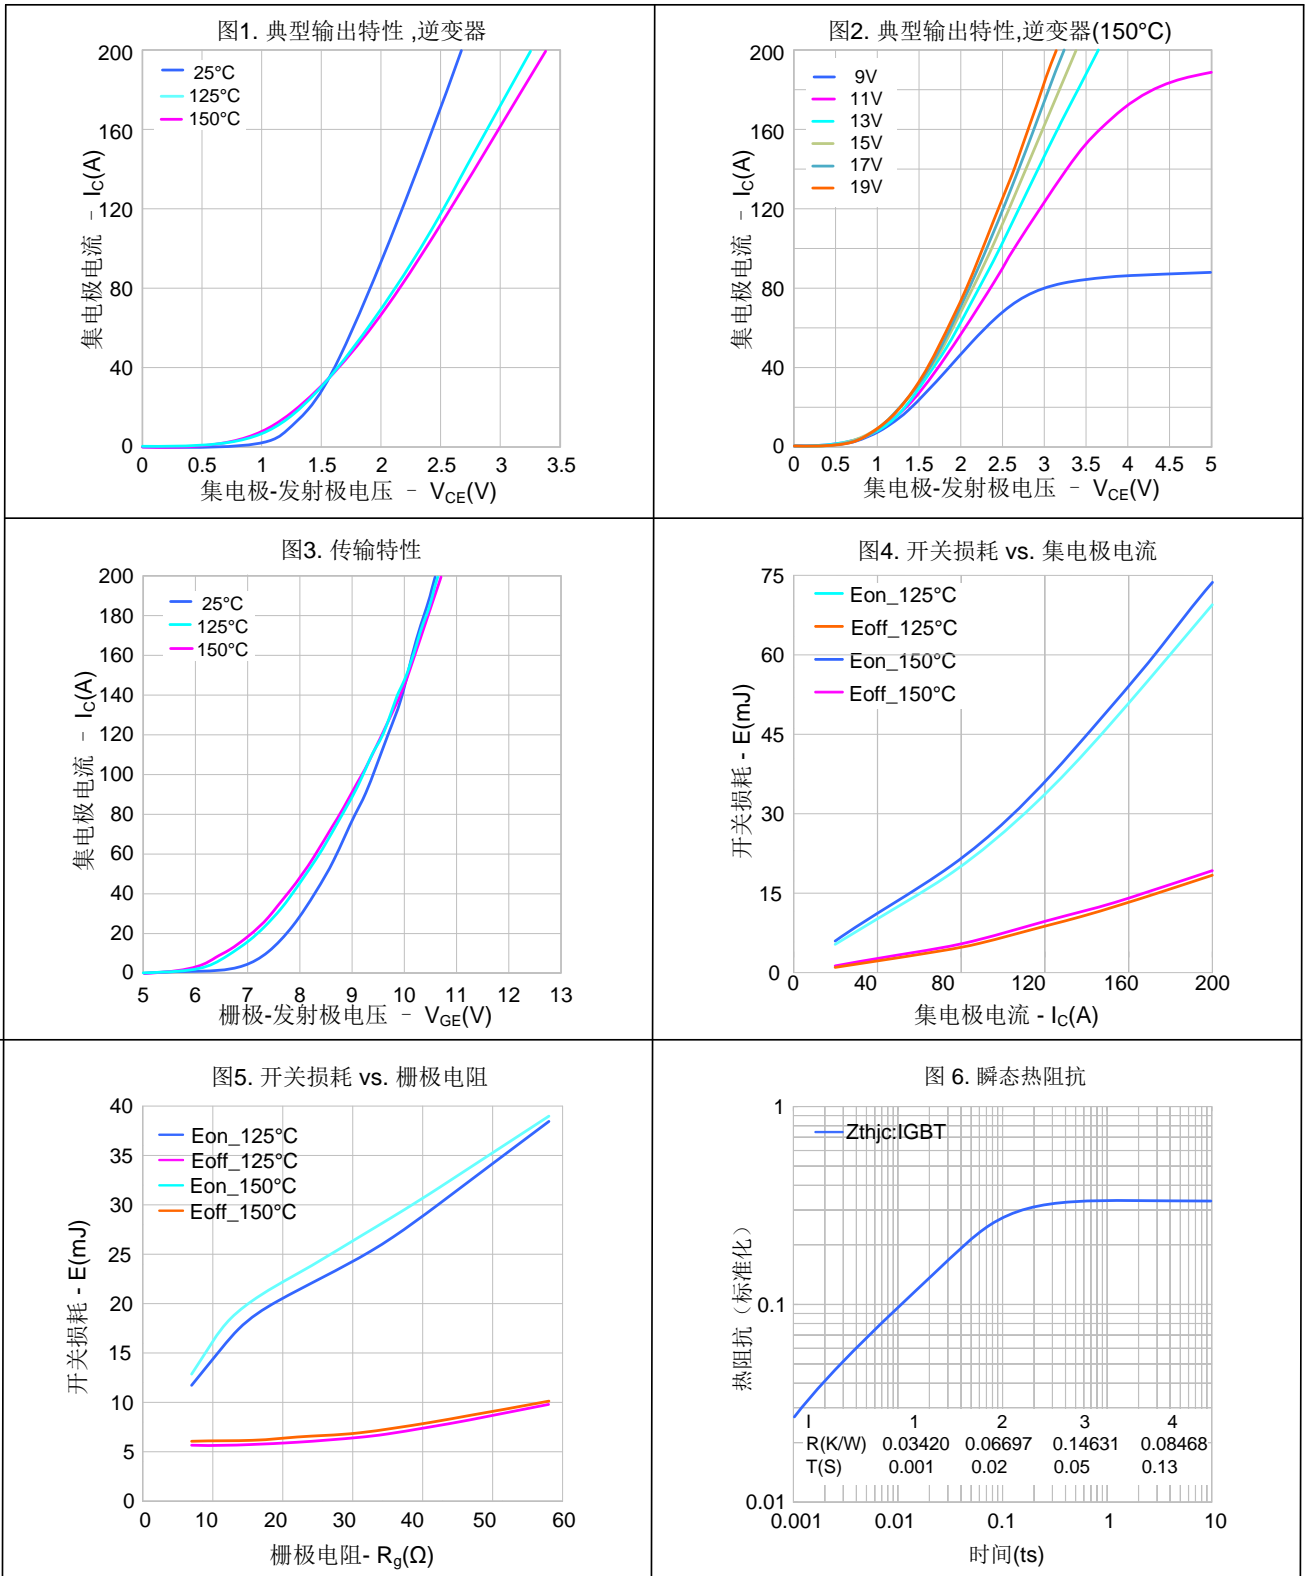 图1. 典型输出特性 ,逆变器
200
160
120
80
40
0
25°C
125°C
150°C
集电极电流 － I_C(A)
0 0.5 1 1.5 2 2.5 3 3.5
集电极-发射极电压 － V_CE(V)
图2. 典型输出特性,逆变器(150°C)
200
160
120
80
40
0
9V
11V
13V
15V
17V
19V
集电极电流 － I_C(A)
0 0.5 1 1.5 2 2.5 3 3.5 4 4.5 5
集电极-发射极电压 － V_CE(V)
图3. 传输特性
200
180
160
140
120
100
80
60
40
20
0
25°C
125°C
150°C
集电极电流 － I_C(A)
5 6 7 8 9 10 11 12 13
栅极-发射极电压 － V_GE(V)
图4. 开关损耗 vs. 集电极电流
75
60
45
30
15
0
Eon_125°C
Eoff_125°C
Eon_150°C
Eoff_150°C
开关损耗 - E(mJ)
0 40 80 120 160 200
集电极电流 - I_C(A)
图5. 开关损耗 vs. 栅极电阻
40
35
30
25
20
15
10
5
0
Eon_125°C
Eoff_125°C
Eon_150°C
Eoff_150°C
开关损耗 - E(mJ)
0 10 20 30 40 50 60
栅极电阻- R_g(Ω)
图 6. 瞬态热阻抗
1
0.1
0.01
Zthjc:IGBT
热阻抗（标准化）
I 1 2 3 4
R(K/W) 0.03420 0.06697 0.14631 0.08468
T(S) 0.001 0.02 0.05 0.13
0.001 0.01 0.1 1 10
时间(ts)